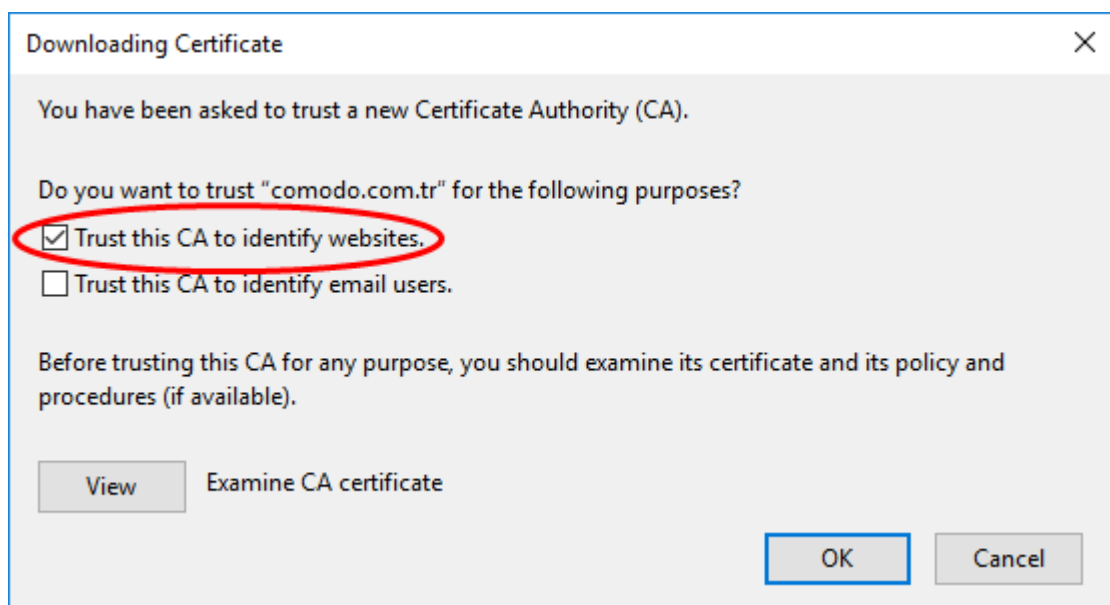 Downloading Certificate
You have been asked to trust a new Certificate Authority (CA).
Do you want to trust “comodo.com.tr” for the following purposes?
Trust this CA to identify websites.
Trust this CA to identify email users.
Before trusting this CA for any purpose, you should examine its certificate and its policy and
procedures (if available).
View Examine CA certificate
OK Cancel